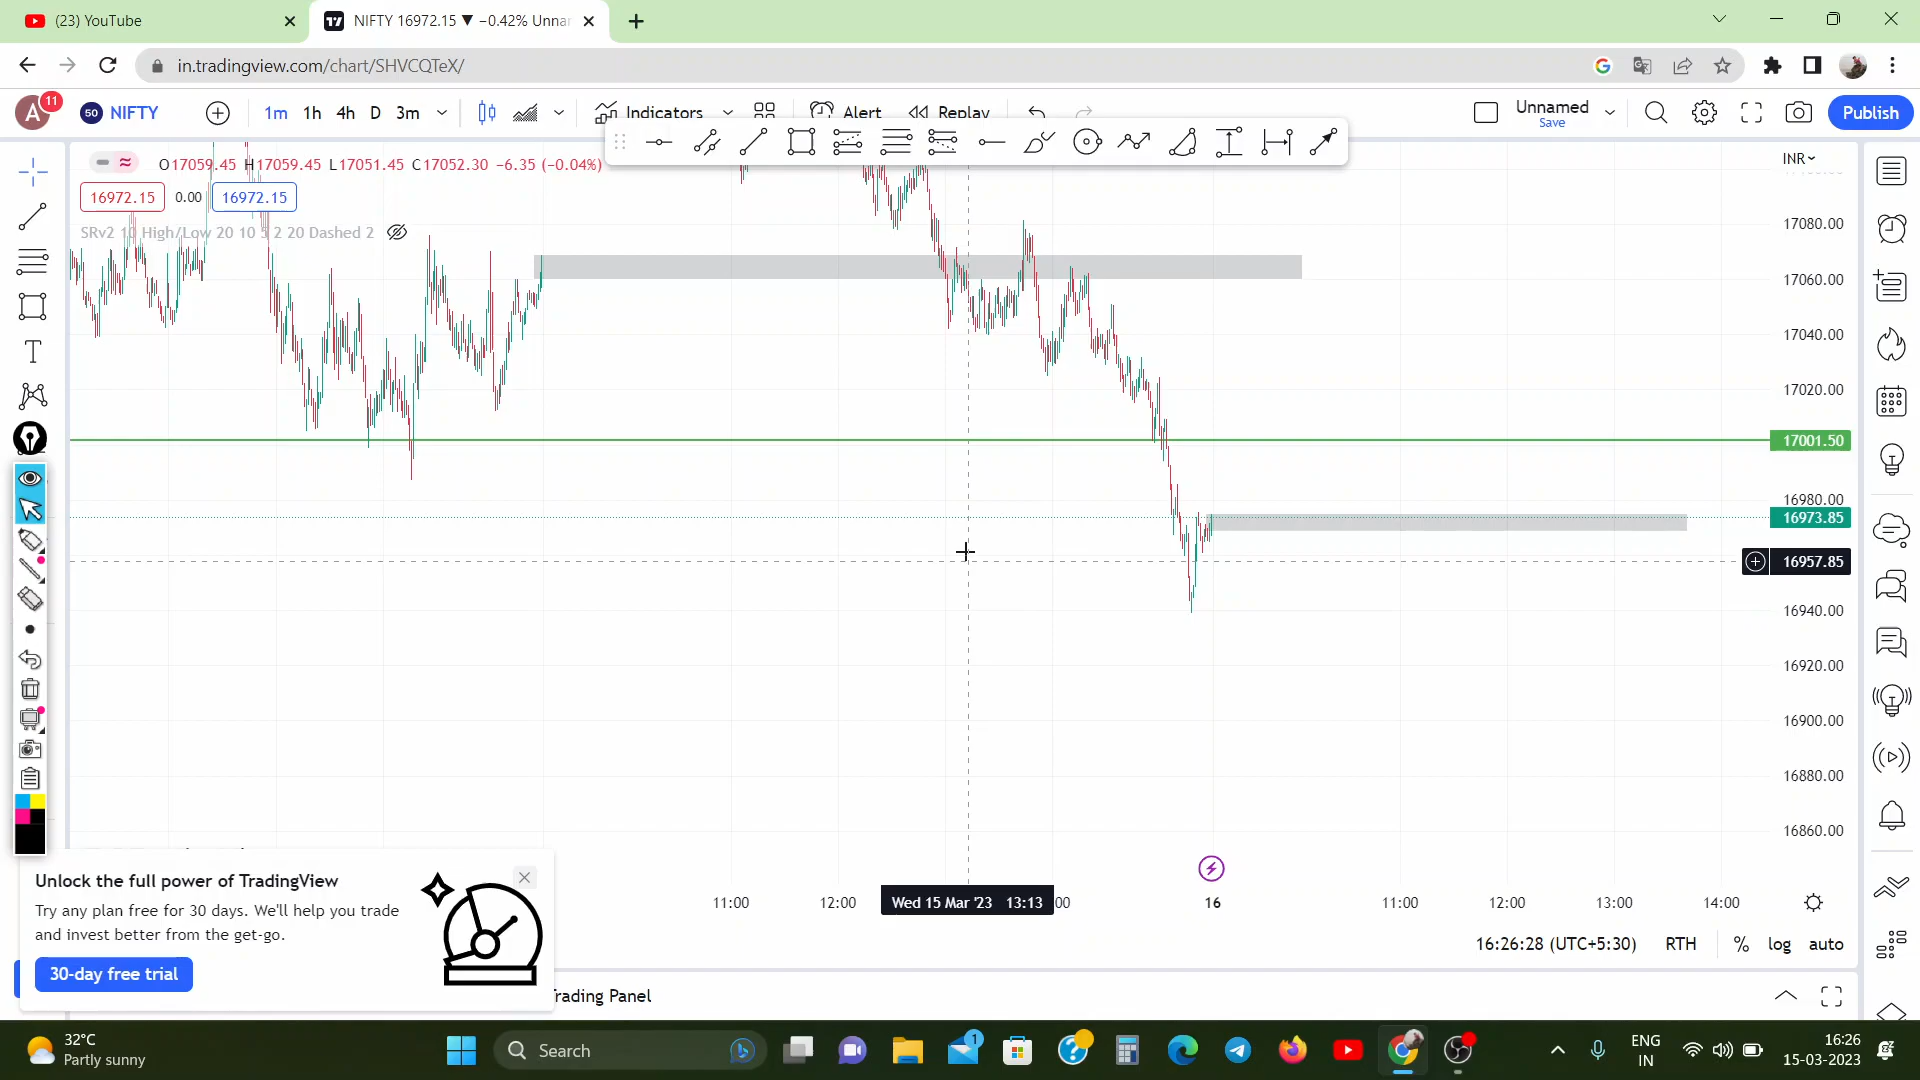 (23) YouTube
NIFTY 16972.15 ▼ −0.42% Unna
in.tradingview.com/chart/SHVCQTeX/
A
11
50
NIFTY
1m 1h 4h D 3m
Indicators
Alert
Replay
Unnamed
Save
Publish
O17059.45 H17059.45 L17051.45 C17052.30 −6.35 (−0.04%)
INR
16972.15
0.00
16972.15
SRv2 10 High/Low 20 10 5 2 20 Dashed 2
17080.00
17060.00
17040.00
17020.00
17001.50
16980.00
16973.85
16957.85
16940.00
16920.00
16900.00
16880.00
16860.00
Unlock the full power of TradingView
Try any plan free for 30 days. We'll help you trade
and invest better from the get-go.
30-day free trial
11:00
12:00
Wed 15 Mar '23 13:13
:00
16
11:00
12:00
13:00
14:00
16:26:28 (UTC+5:30)
RTH
%
log
auto
Trading Panel
32°C
Partly sunny
Search
1
ENG
IN
16:26
15-03-2023